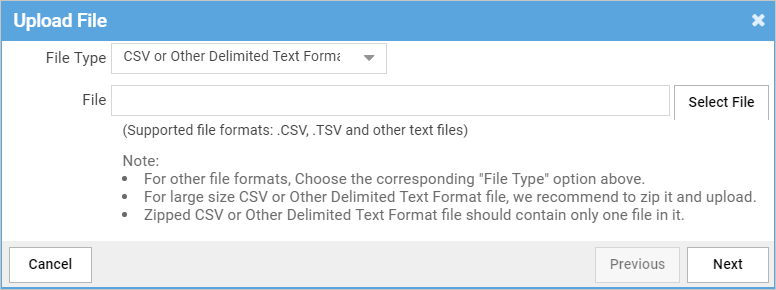 Upload File
File Type CSV or Other Delimited Text Forma
File Select File
(Supported file formats: .CSV, .TSV and other text files)
Note:
• For other file formats, Choose the corresponding "File Type" option above.
• For large size CSV or Other Delimited Text Format file, we recommend to zip it and upload.
• Zipped CSV or Other Delimited Text Format file should contain only one file in it.
Cancel Previous Next